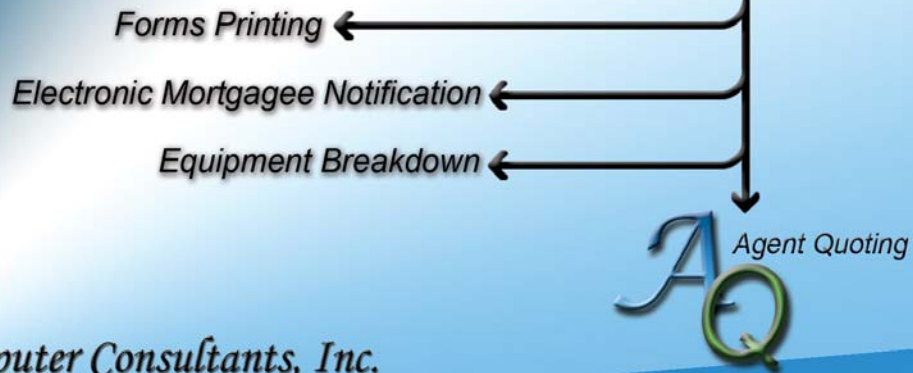 Forms Printing
Electronic Mortgagee Notification
Equipment Breakdown
AQ
Agent Quoting
Consultants, Inc.